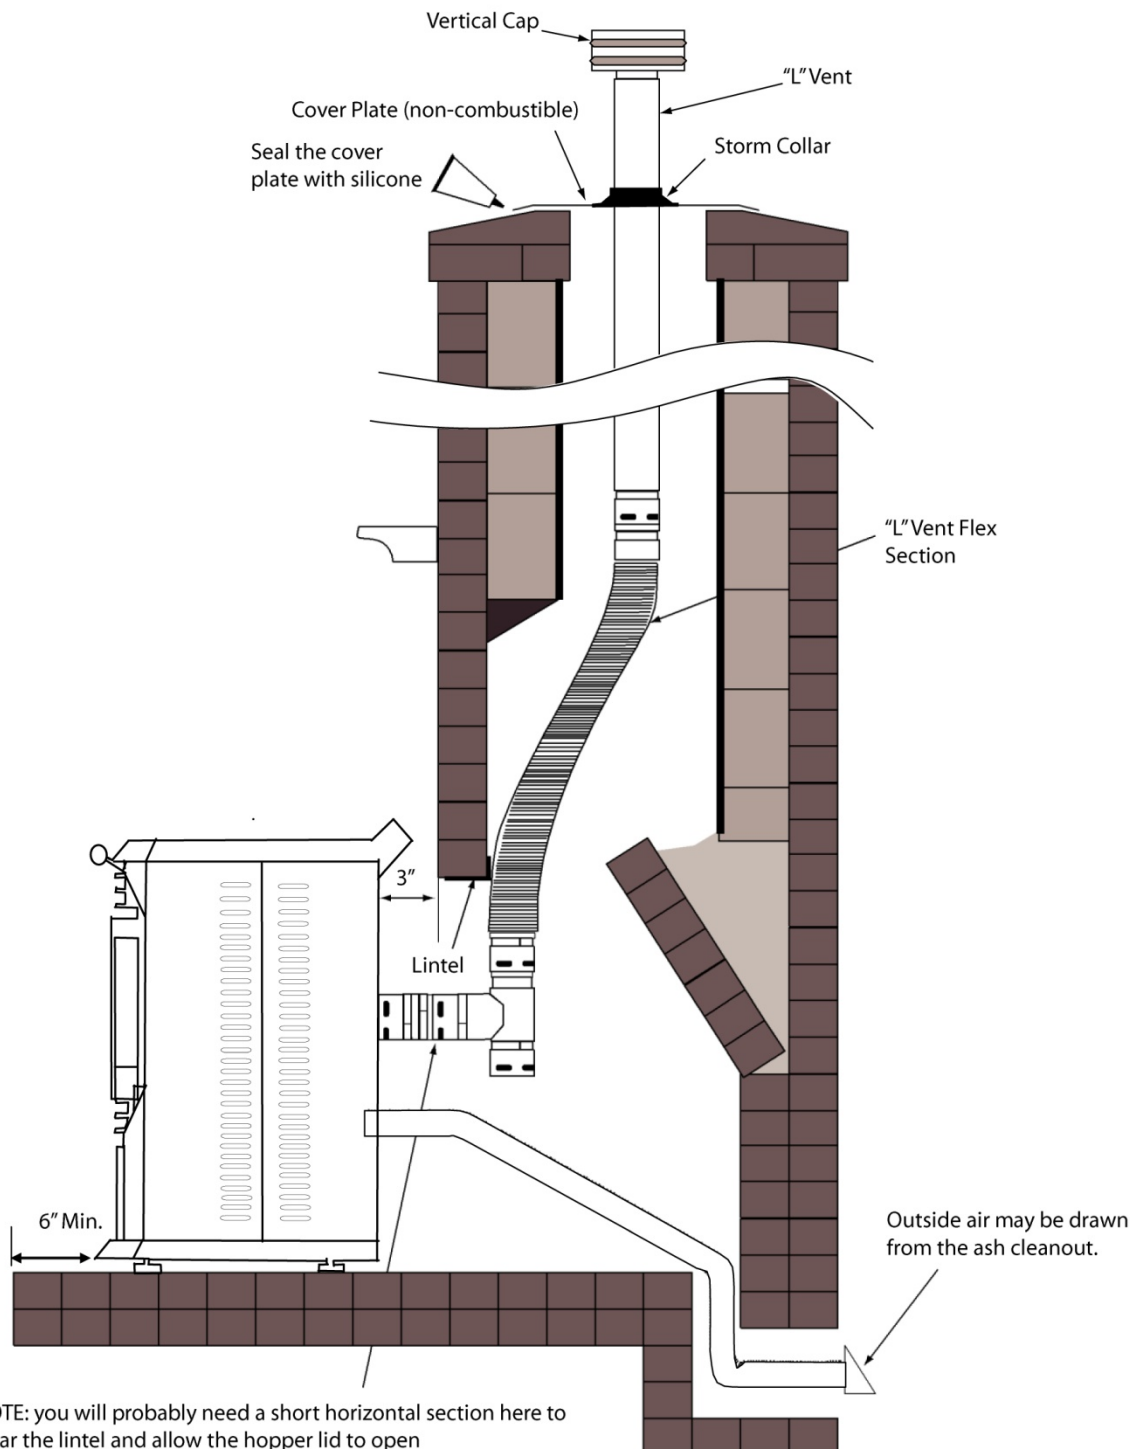 Vertical Cap
"L" Vent
Cover Plate (non-combustible)
Storm Collar
Seal the cover
plate with silicone
"L" Vent Flex
Section
3"
Lintel
6" Min.
Outside air may be drawn
from the ash cleanout.
you will probably need a short horizontal section here to
the lintel and allow the hopper lid to open